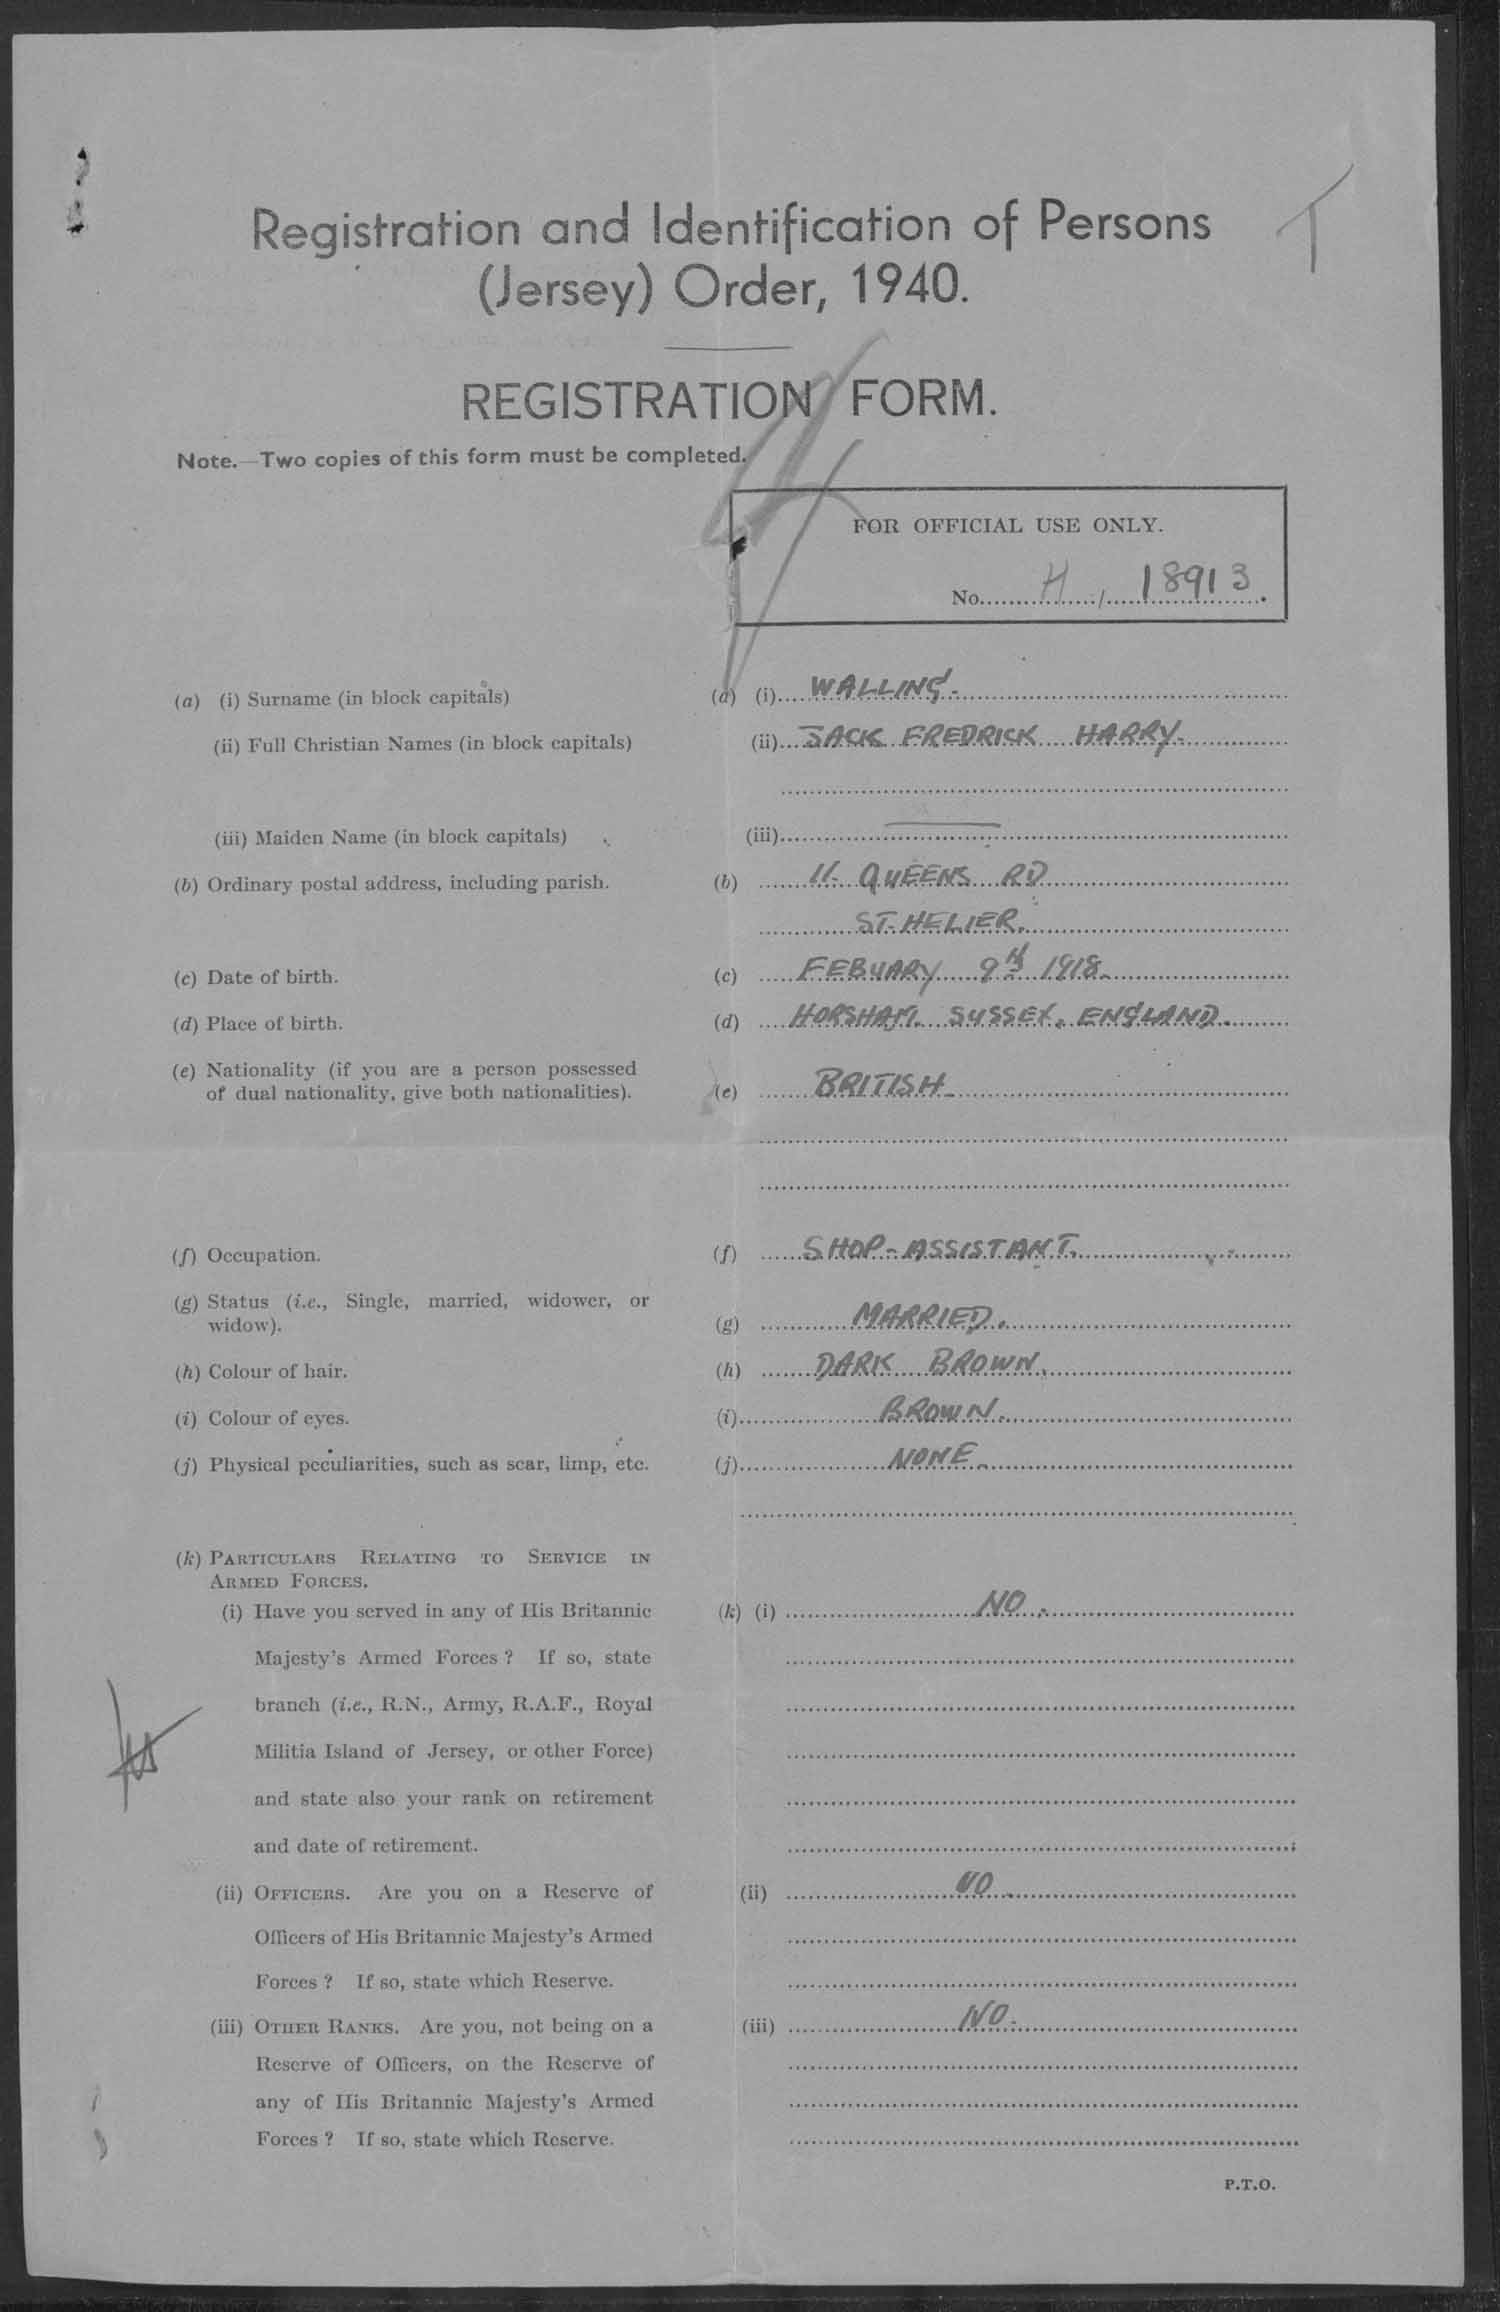 T
Registration and Identification of Persons
(Jersey) Order, 1940.
REGISTRATION FORM.
Note.—Two copies of this form must be completed.
FOR OFFICIAL USE ONLY.
No. H / 18913.
(a) (i) Surname (in block capitals) (a) (i) WALLING.
(ii) Full Christian Names (in block capitals) (ii) JACK FREDRICK HARRY.
(iii) Maiden Name (in block capitals) (iii) —
(b) Ordinary postal address, including parish. (b) 11. QUEENS RD
ST. HELIER.
(c) Date of birth. (c) FEBUARY 9th 1918.
(d) Place of birth. (d) HORSHAM. SUSSEX. ENGLAND.
(e) Nationality (if you are a person possessed
of dual nationality, give both nationalities). (e) BRITISH.
(f) Occupation. (f) SHOP-ASSISTANT.
(g) Status (i.e., Single, married, widower, or
widow). (g) MARRIED.
(h) Colour of hair. (h) DARK BROWN.
(i) Colour of eyes. (i) BROWN.
(j) Physical peculiarities, such as scar, limp, etc. (j) NONE.
(k) PARTICULARS RELATING TO SERVICE IN
ARMED FORCES.
(i) Have you served in any of His Britannic (k) (i) NO.
Majesty's Armed Forces ? If so, state
branch (i.e., R.N., Army, R.A.F., Royal
Militia Island of Jersey, or other Force)
and state also your rank on retirement
and date of retirement.
(ii) OFFICERS. Are you on a Reserve of (ii) NO.
Officers of His Britannic Majesty's Armed
Forces ? If so, state which Reserve.
(iii) OTHER RANKS. Are you, not being on a (iii) NO.
Reserve of Officers, on the Reserve of
any of His Britannic Majesty's Armed
Forces ? If so, state which Reserve.
P.T.O.